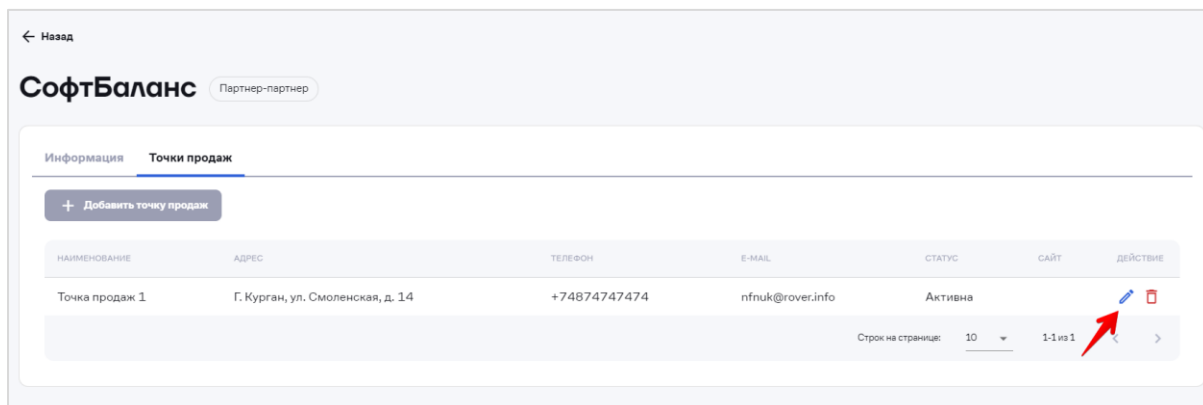 ← Назад
СофтБаланс Партнер-партнер
Информация Точки продаж
+ Добавить точку продаж
НАИМЕНОВАНИЕ АДРЕС ТЕЛЕФОН E-MAIL СТАТУС САЙТ ДЕЙСТВИЕ
Точка продаж 1 Г. Курган, ул. Смоленская, д. 14 +74874747474 nfnuk@rover.info Активна
Строк на странице: 10 1-1 из 1